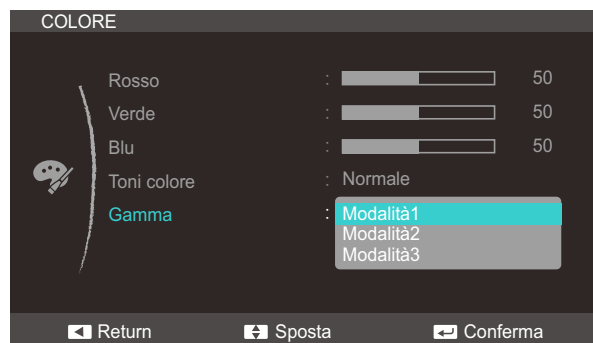 COLORE
Rosso : 50
Verde : 50
Blu : 50
Toni colore : Normale
Gamma : Modalità1
Modalità2
Modalità3
Return Sposta Conferma